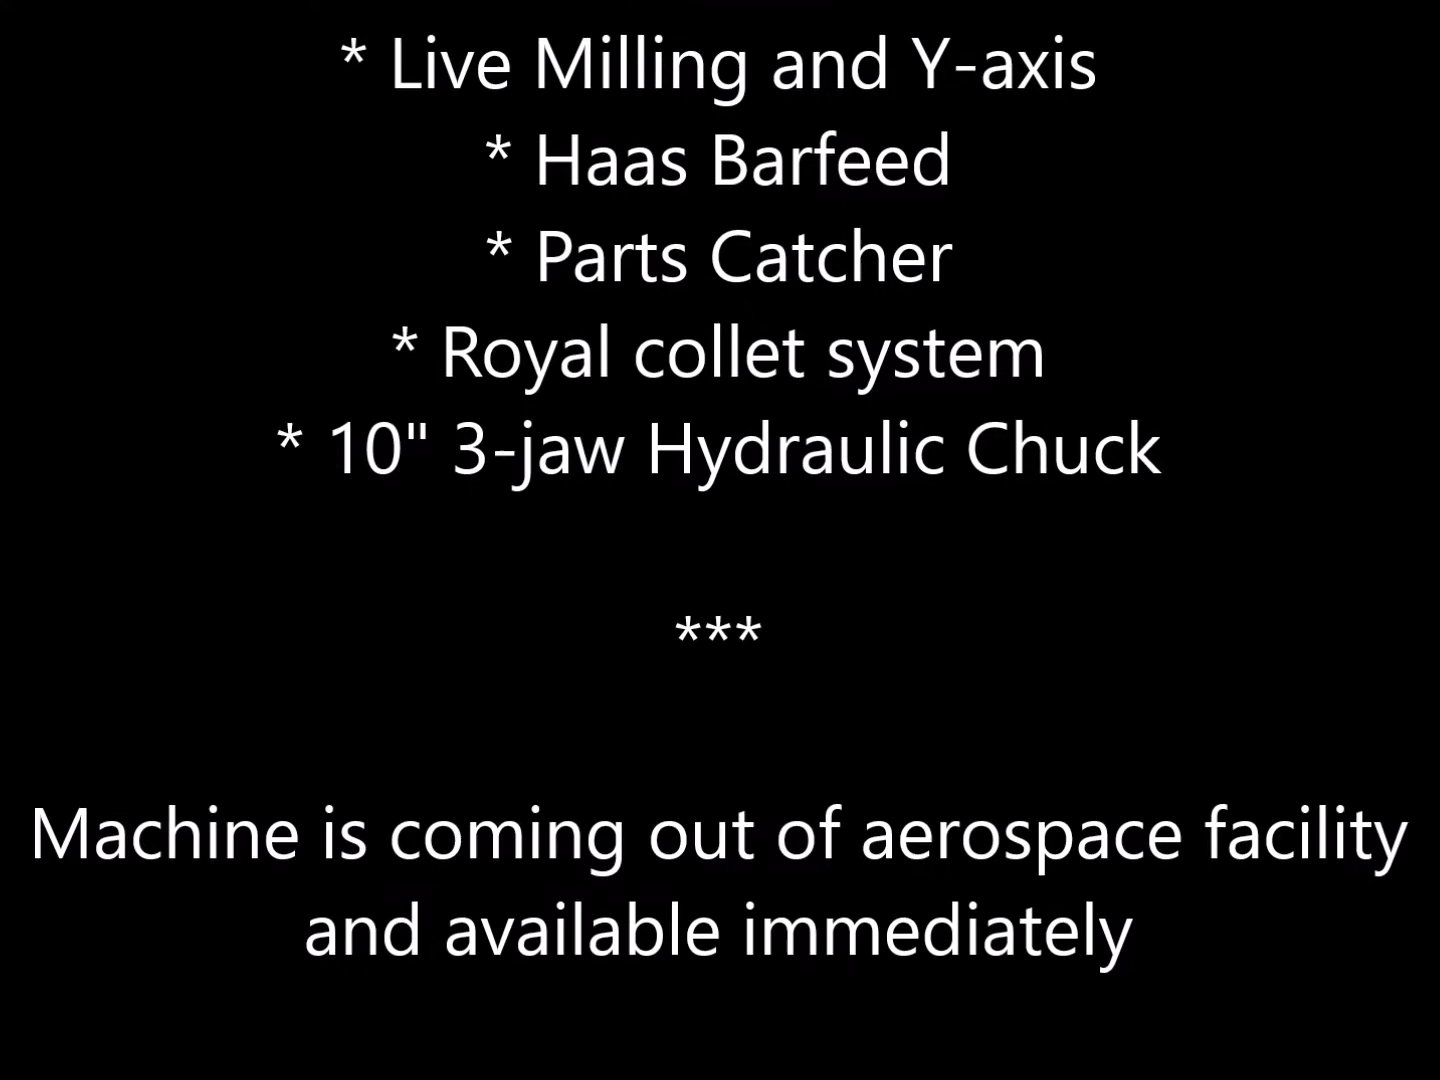 * Live Milling and Y-axis
* Haas Barfeed
* Parts Catcher
* Royal collet system
* 10" 3-jaw Hydraulic Chuck
***
Machine is coming out of aerospace facility
and available immediately